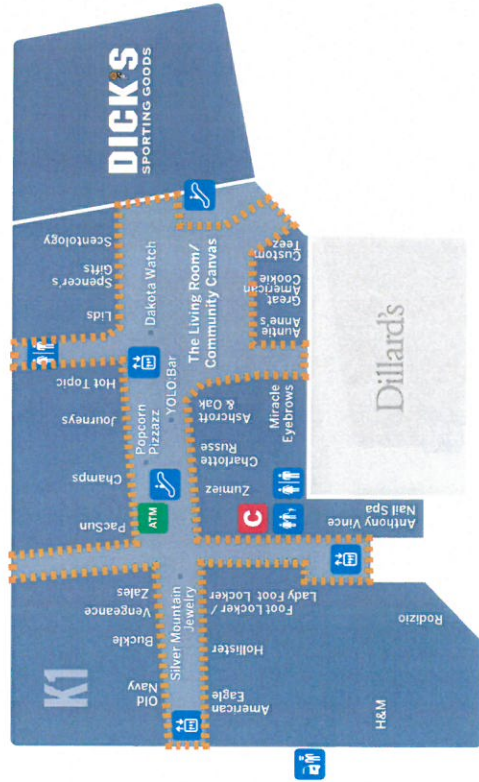 DICK'S
SPORTING GOODS
Scentology
Spencer's
Gifts
Lids
Hot Topic
Journeys
Champs
PacSun
Zales
Vengeance
Buckle
Old
Navy
K1
Dakota Watch
The Living Room/
Community Canvas
YOLO:Bar
Popcorn
Pizzazz
ATM
Silver Mountain
Jewelry
Custom
Teez
Great
American
Cookie
Auntie
Anne's
Ashcroft
& Oak
Charlotte
Russe
Zumiez
Miracle
Eyebrows
C
Dillard's
Anthony Vince
Nail Spa
Foot Locker /
Lady Foot Locker
Hollister
American
Eagle
Rodizio
H&M